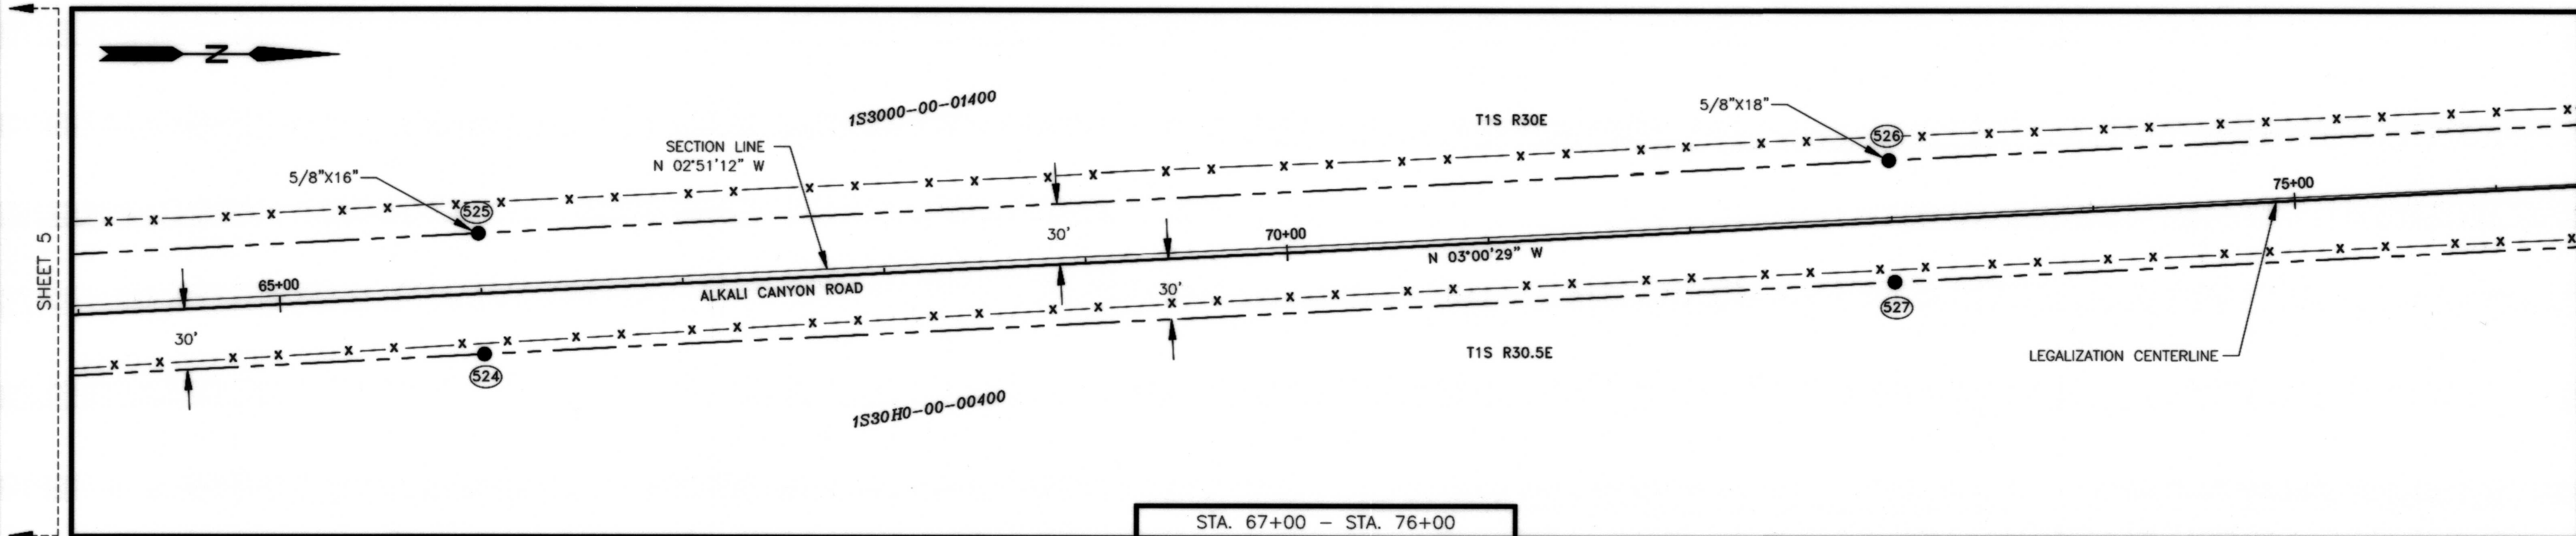 N
1S3000-00-01400
T1S R30E
5/8"X18"
526
SECTION LINE
N 02°51'12" W
5/8"X16"
525
75+00
SHEET 5
30'
70+00
N 03°00'29" W
65+00
ALKALI CANYON ROAD
30'
30'
527
524
T1S R30.5E
LEGALIZATION CENTERLINE
1S30H0-00-00400
STA. 67+00 – STA. 76+00